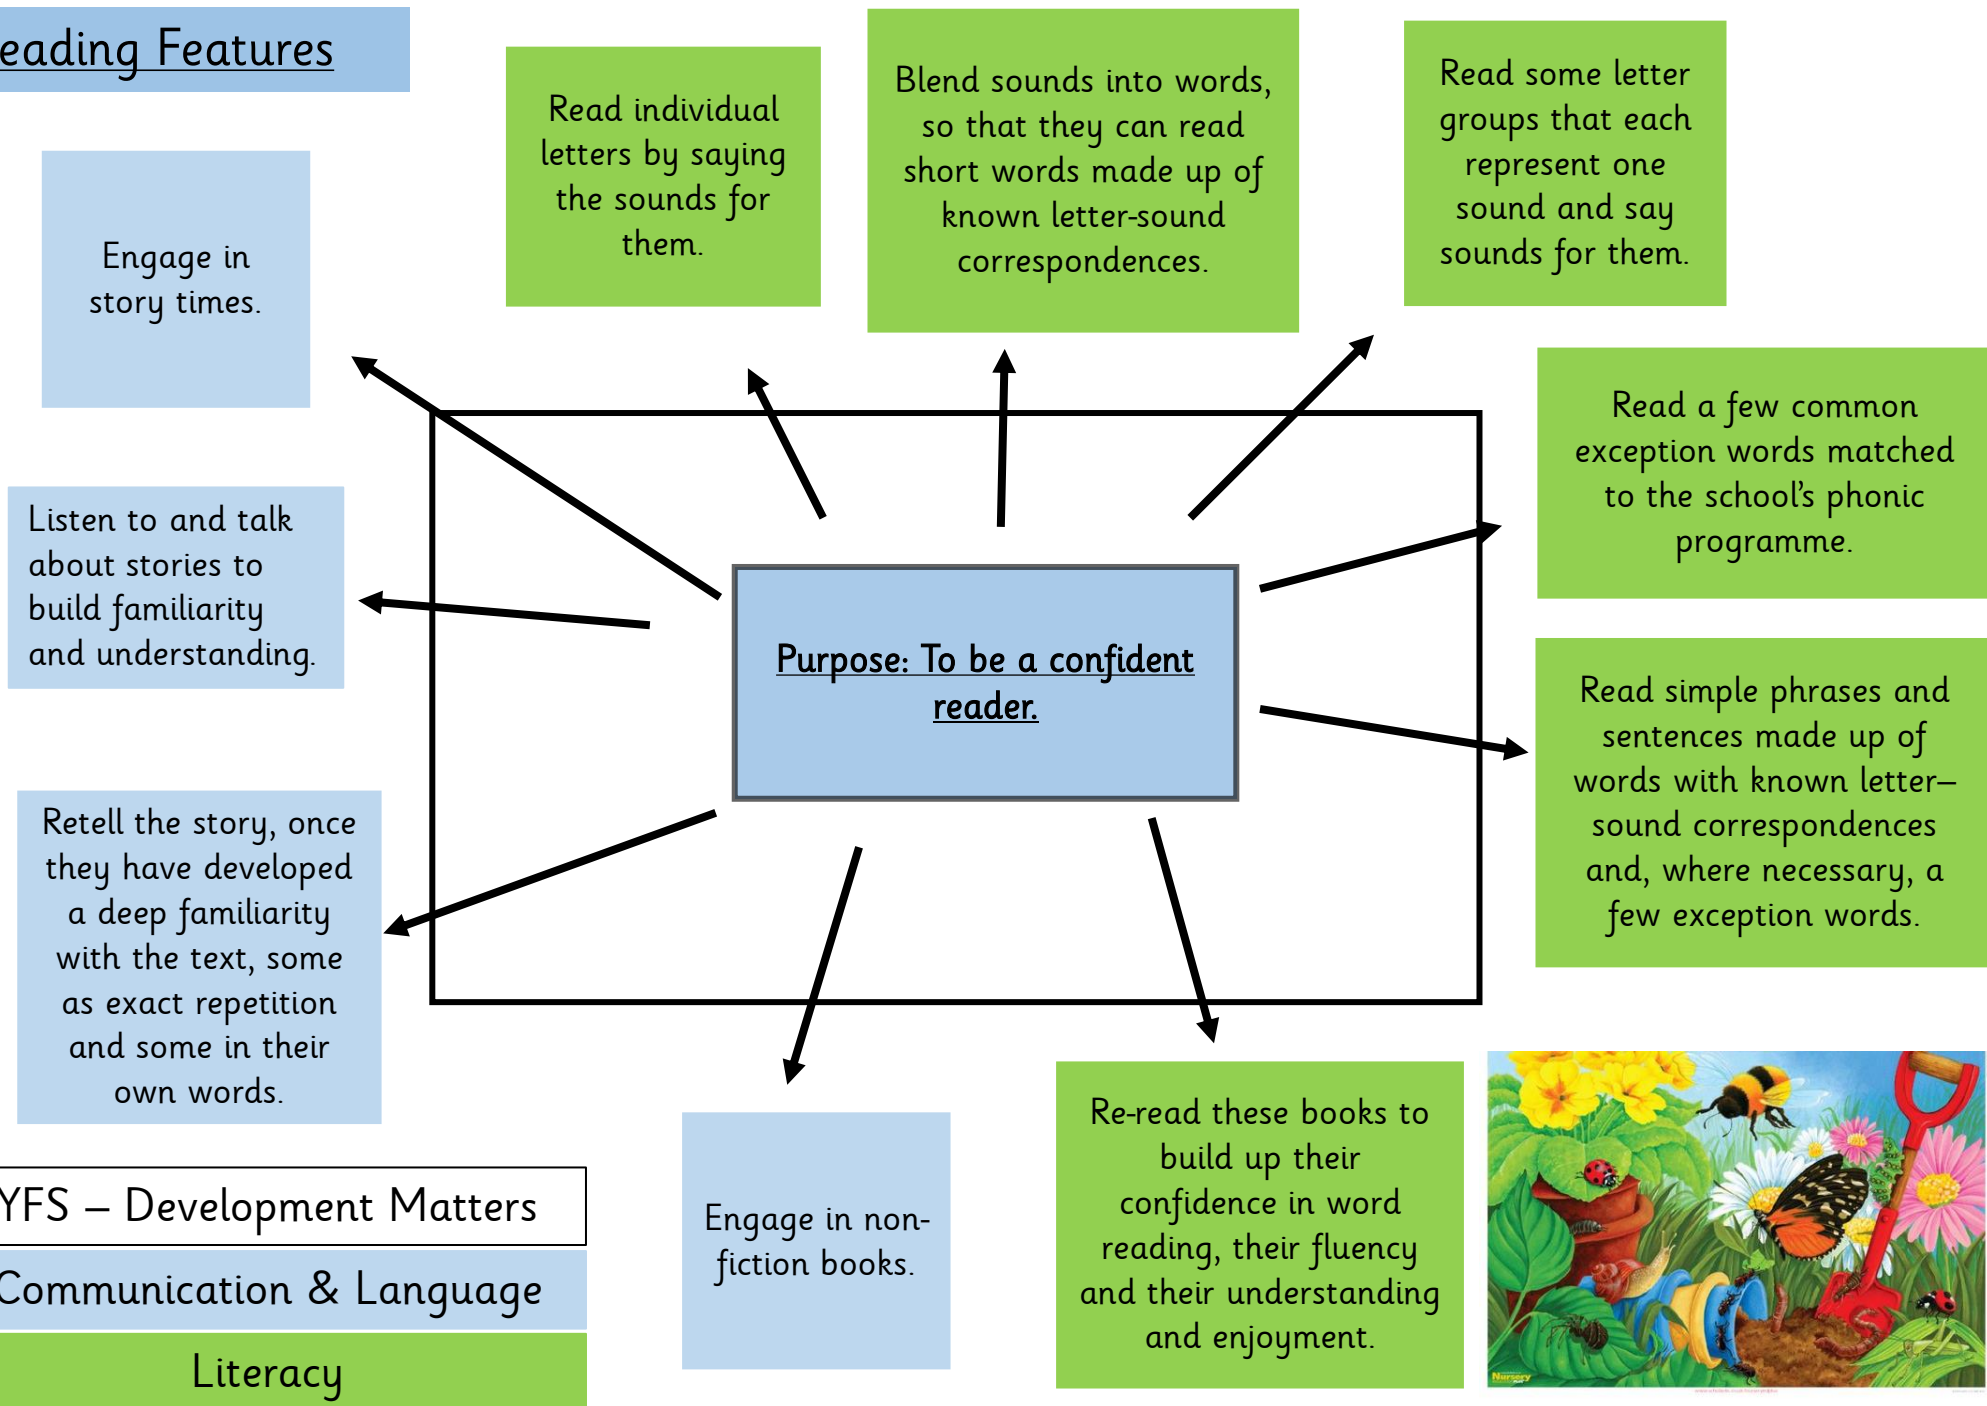 eading Features
Read individual
letters by saying
the sounds for
them.
Blend sounds into words,
so that they can read
short words made up of
known letter-sound
correspondences.
Read some letter
groups that each
represent one
sound and say
sounds for them.
Engage in
story times.
Read a few common
exception words matched
to the school's phonic
programme.
Listen to and talk
about stories to
build familiarity
and understanding.
Purpose: To be a confident
reader.
Read simple phrases and
sentences made up of
words with known letter–
sound correspondences
and, where necessary, a
few exception words.
Retell the story, once
they have developed
a deep familiarity
with the text, some
as exact repetition
and some in their
own words.
Engage in non-
fiction books.
Re-read these books to
build up their
confidence in word
reading, their fluency
and their understanding
and enjoyment.
YFS – Development Matters
Communication & Language
Literacy
Nursery